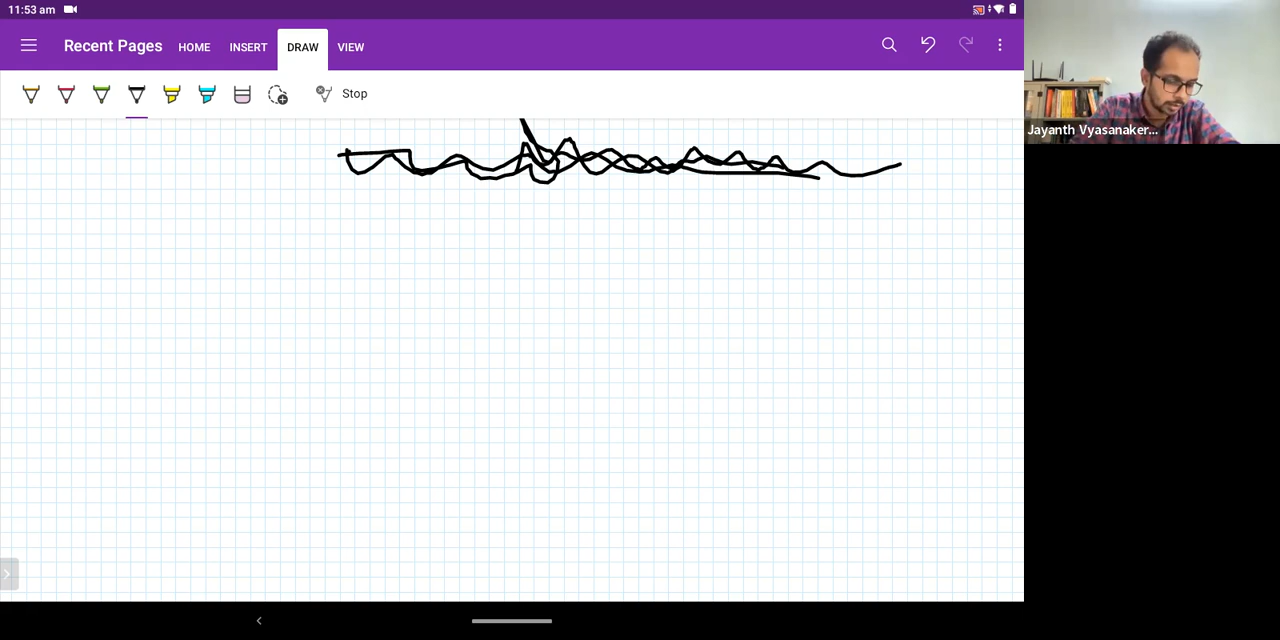 11:53 am
Recent Pages HOME INSERT DRAW VIEW
Stop
Jayanth Vyasanaker...